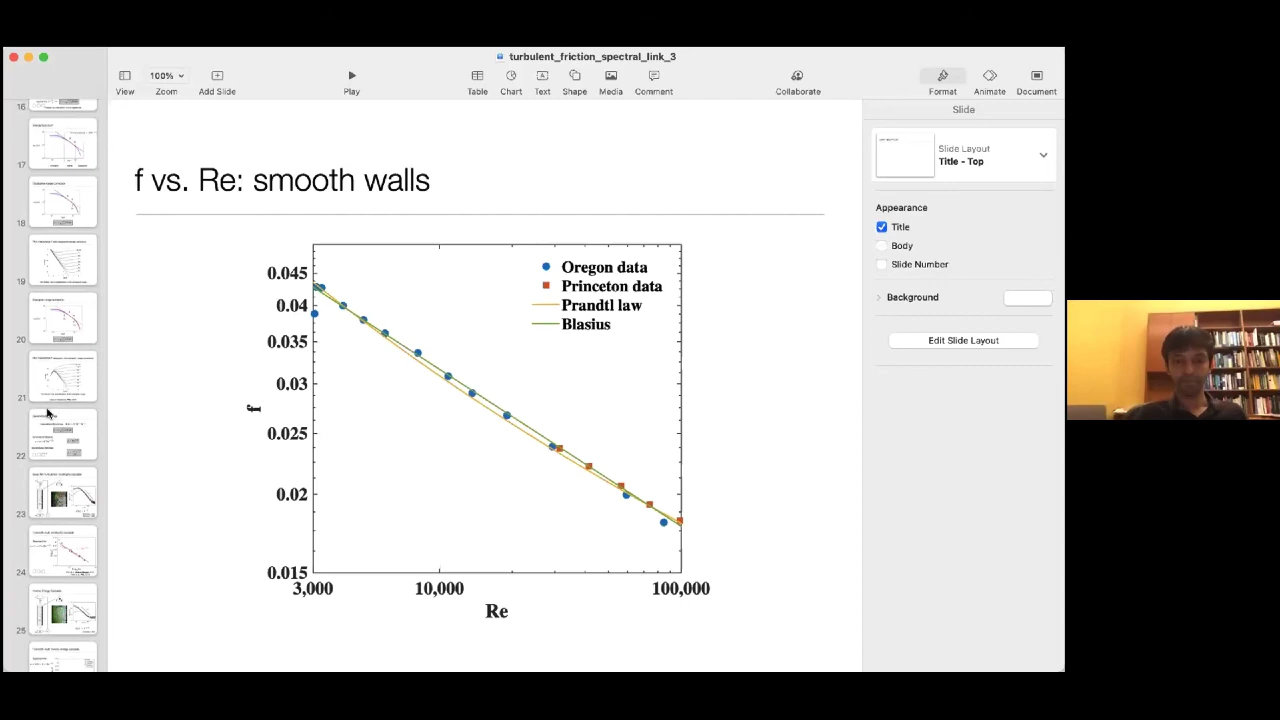 turbulent_friction_spectral_link_3
100%
View
Zoom
Add Slide
Play
Table
Chart
Text
Shape
Media
Comment
Collaborate
Format
Animate
Document
Slide
Slide Layout
Title - Top
Appearance
Title
Body
Slide Number
Background
Edit Slide Layout
16
17
18
19
20
21
22
23
24
25
f vs. Re: smooth walls
Oregon data
Princeton data
Prandtl law
Blasius
0.045
0.04
0.035
0.03
0.025
0.02
0.015
f
3,000
10,000
100,000
Re